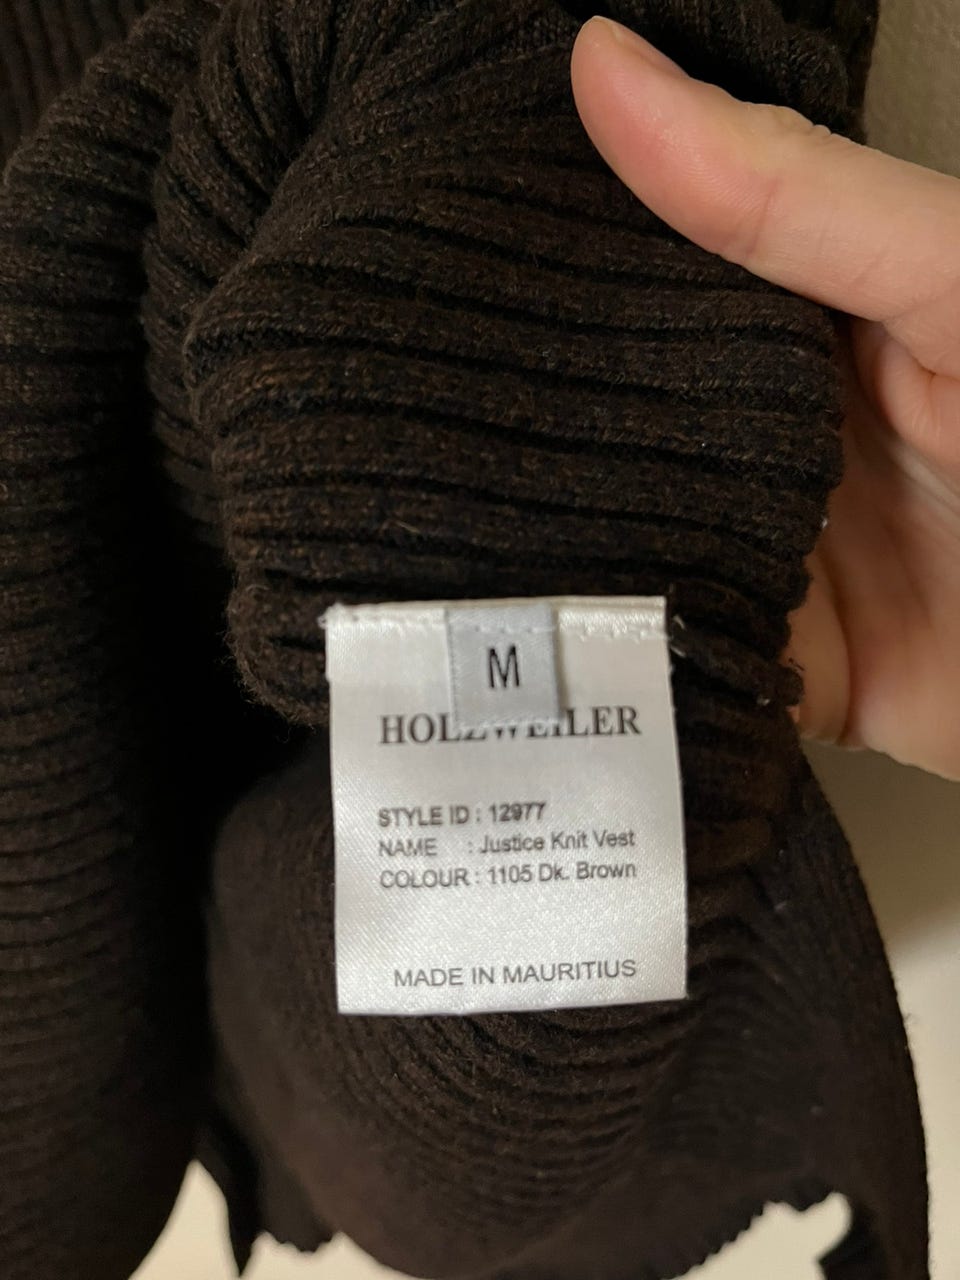 M
HOLZWEILER
STYLE ID : 12977
NAME : Justice Knit Vest
COLOUR : 1105 Dk. Brown
MADE IN MAURITIUS